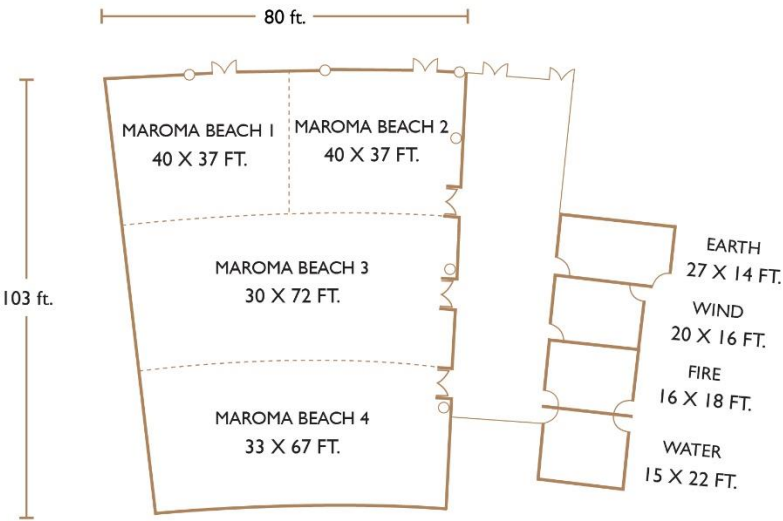 80 ft.
MAROMA BEACH 1
40 X 37 FT.
MAROMA BEACH 2
40 X 37 FT.
103 ft.
MAROMA BEACH 3
30 X 72 FT.
MAROMA BEACH 4
33 X 67 FT.
EARTH
27 X 14 FT.
WIND
20 X 16 FT.
FIRE
16 X 18 FT.
WATER
15 X 22 FT.